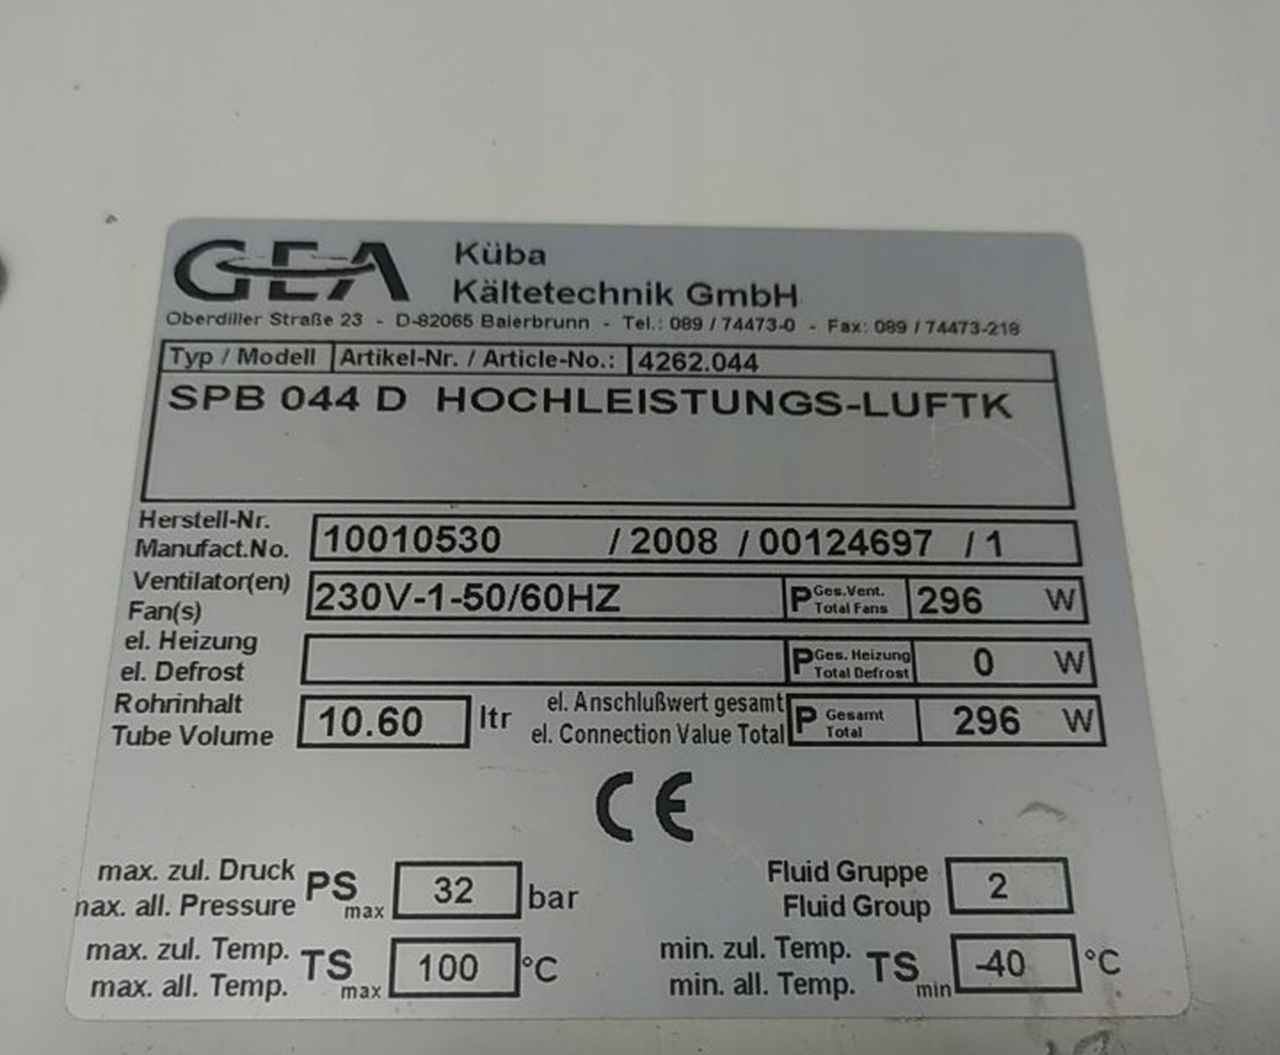 GEA Küba
Kältetechnik GmbH
Oberdiller Straße 23 - D-82065 Baierbrunn - Tel.: 089 / 74473-0 - Fax: 089 / 74473-218
Typ / Modell Artikel-Nr. / Article-No.: 4262.044
SPB 044 D HOCHLEISTUNGS-LUFTK
Herstell-Nr.
Manufact.No. 10010530 / 2008 / 00124697 / 1
Ventilator(en)
Fan(s) 230V-1-50/60HZ P Ges.Vent. Total Fans 296 W
el. Heizung
el. Defrost P Ges. Heizung Total Defrost 0 W
Rohrinhalt
Tube Volume 10.60 ltr el. Anschlußwert gesamt
el. Connection Value Total P Gesamt Total 296 W
CE
max. zul. Druck
max. all. Pressure PS max 32 bar
Fluid Gruppe
Fluid Group 2
max. zul. Temp.
max. all. Temp. TS max 100 °C
min. zul. Temp.
min. all. Temp. TS min -40 °C